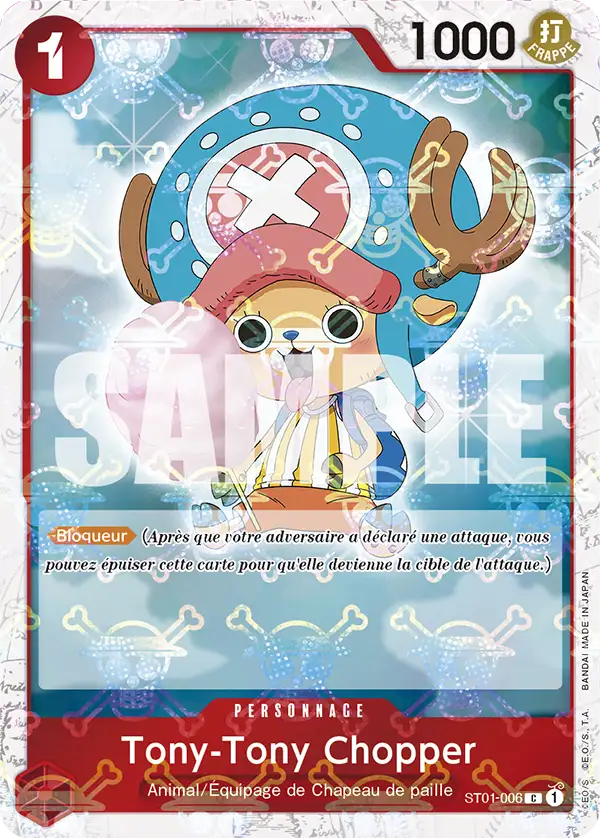 1
1000
打
FRAPPE
SAMPLE
Bloqueur (Après que votre adversaire a déclaré une attaque, vous
pouvez épuiser cette carte pour qu'elle devienne la cible de l'attaque.)
PERSONNAGE
Tony-Tony Chopper
Animal/Équipage de Chapeau de paille
ST01-006 C 1
©E.O/S. ©E.O./S., T.A. BANDAI MADE IN JAPAN